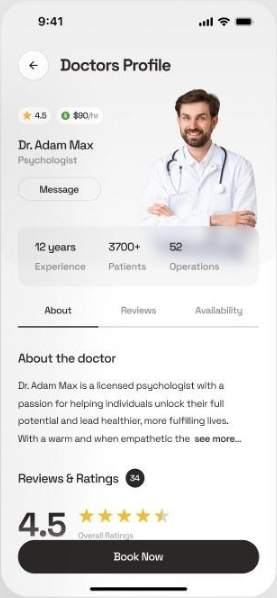 9:41
Doctors Profile
4.5 $90/hr
Dr. Adam Max
Psychologist
Message
12 years 3700+ 52
Experience Patients Operations
About Reviews Availability
About the doctor
Dr. Adam Max is a licensed psychologist with a
passion for helping individuals unlock their full
potential and lead healthier, more fulfilling lives.
With a warm and when empathetic the see more...
Reviews & Ratings 34
4.5
Overall Ratings
Book Now